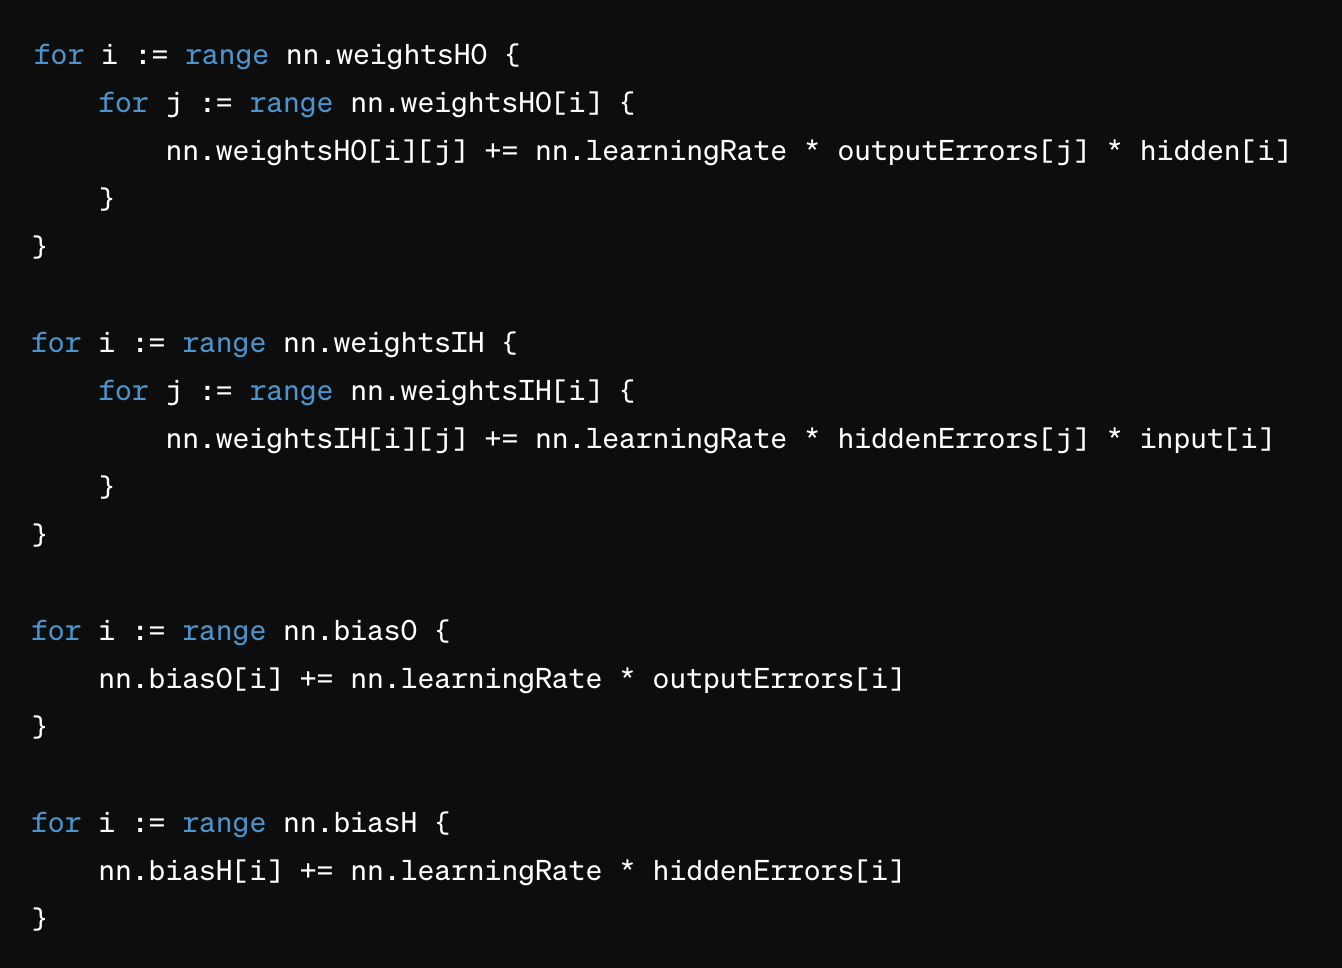 for i := range nn.weightsHO {
    for j := range nn.weightsHO[i] {
        nn.weightsHO[i][j] += nn.learningRate * outputErrors[j] * hidden[i]
    }
}

for i := range nn.weightsIH {
    for j := range nn.weightsIH[i] {
        nn.weightsIH[i][j] += nn.learningRate * hiddenErrors[j] * input[i]
    }
}

for i := range nn.biasO {
    nn.biasO[i] += nn.learningRate * outputErrors[i]
}

for i := range nn.biasH {
    nn.biasH[i] += nn.learningRate * hiddenErrors[i]
}